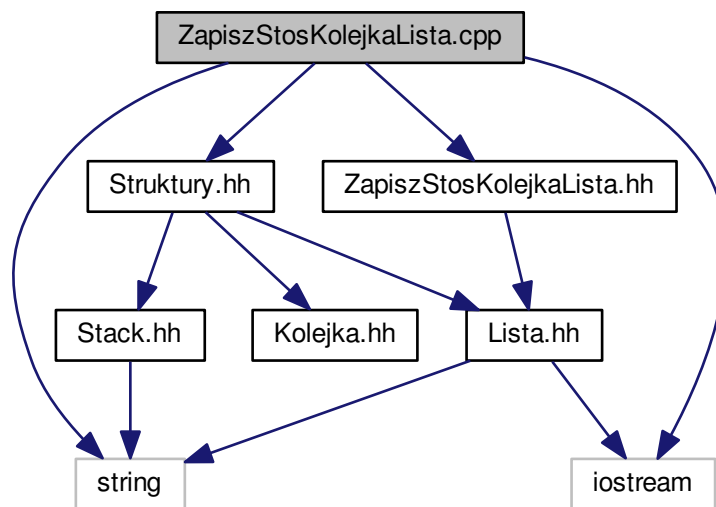 ZapiszStosKolejkaLista.cpp
Struktury.hh
ZapiszStosKolejkaLista.hh
Stack.hh
Kolejka.hh
Lista.hh
string
iostream